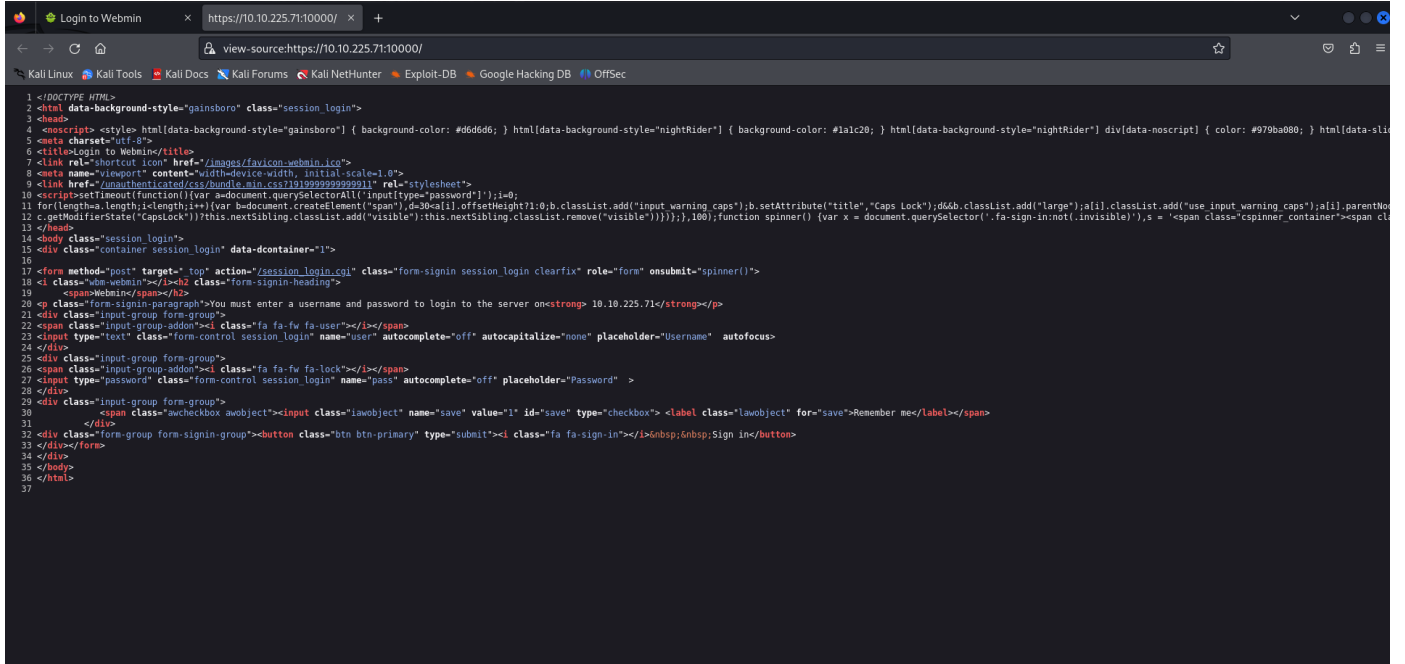 Login to Webmin
https://10.10.225.71:10000/
view-source:https://10.10.225.71:10000/
Kali Linux Kali Tools Kali Docs Kali Forums Kali NetHunter Exploit-DB Google Hacking DB OffSec
1 <!DOCTYPE HTML>
2 <html data-background-style="gainsboro" class="session_login">
3 <head>
4 <noscript> <style> html[data-background-style="gainsboro"] { background-color: #d6d6d6; } html[data-background-style="nightRider"] { background-color: #1a1c20; } html[data-background-style="nightRider"] div[data-noscript] { color: #979ba080; } html[data-slid
5 <meta charset="utf-8">
6 <title>Login to Webmin</title>
7 <link rel="shortcut icon" href="/images/favicon-webmin.ico">
8 <meta name="viewport" content="width=device-width, initial-scale=1.0">
9 <link href="/unauthenticated/css/bundle.min.css?1919999999999911" rel="stylesheet">
10 <script>setTimeout(function(){var a=document.querySelectorAll('input[type="password"]');i=0;
11 for(length=a.length;i<length;i++){var b=document.createElement("span"),d=30<a[i].offsetHeight?1:0;b.classList.add("input_warning_caps");b.setAttribute("title","Caps Lock");d&&b.classList.add("large");a[i].classList.add("use_input_warning_caps");a[i].parentNod
12 c.getModifierState("CapsLock"))?this.nextSibling.classList.add("visible"):this.nextSibling.classList.remove("visible"))})};},100);function spinner() {var x = document.querySelector('.fa-sign-in:not(.invisible)'),s = '<span class="cspinner_container"><span cla
13 </head>
14 <body class="session_login">
15 <div class="container session_login" data-dcontainer="1">
16
17 <form method="post" target="_top" action="/session_login.cgi" class="form-signin session_login clearfix" role="form" onsubmit="spinner()">
18 <i class="wbm-webmin"></i><h2 class="form-signin-heading">
19 <span>Webmin</span></h2>
20 <p class="form-signin-paragraph">You must enter a username and password to login to the server on<strong> 10.10.225.71</strong></p>
21 <div class="input-group form-group">
22 <span class="input-group-addon"><i class="fa fa-fw fa-user"></i></span>
23 <input type="text" class="form-control session_login" name="user" autocomplete="off" autocapitalize="none" placeholder="Username"  autofocus>
24 </div>
25 <div class="input-group form-group">
26 <span class="input-group-addon"><i class="fa fa-fw fa-lock"></i></span>
27 <input type="password" class="form-control session_login" name="pass" autocomplete="off" placeholder="Password"  >
28 </div>
29 <div class="input-group form-group">
30 <span class="awcheckbox awobject"><input class="iawobject" name="save" value="1" id="save" type="checkbox"> <label class="lawobject" for="save">Remember me</label></span>
31 </div>
32 <div class="form-group form-signin-group"><button class="btn btn-primary" type="submit"><i class="fa fa-sign-in"></i>&nbsp;&nbsp;Sign in</button>
33 </div></form>
34 </div>
35 </body>
36 </html>
37